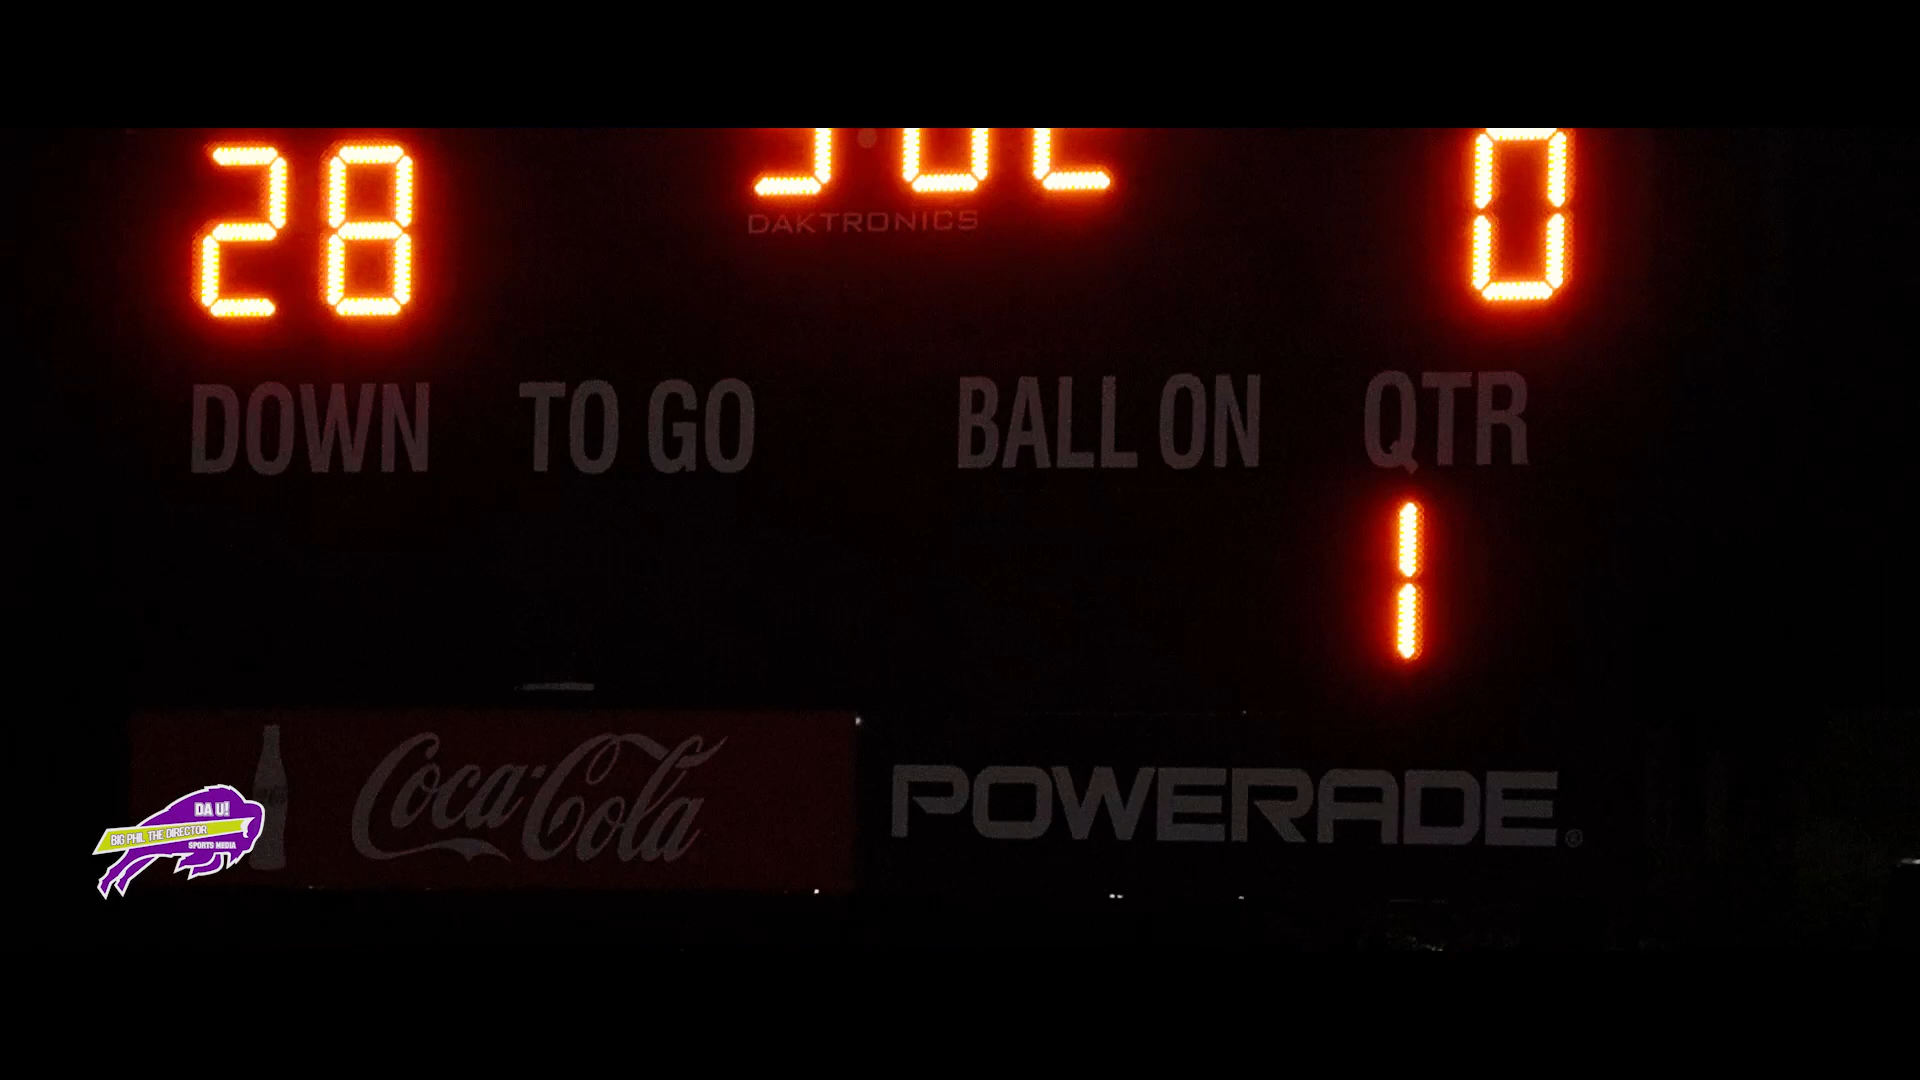 28
0
DAKTRONICS
DOWN TO GO BALL ON QTR
1
Coca-Cola
POWERADE®
DA U!
BIG PHIL THE DIRECTOR
SPORTS MEDIA